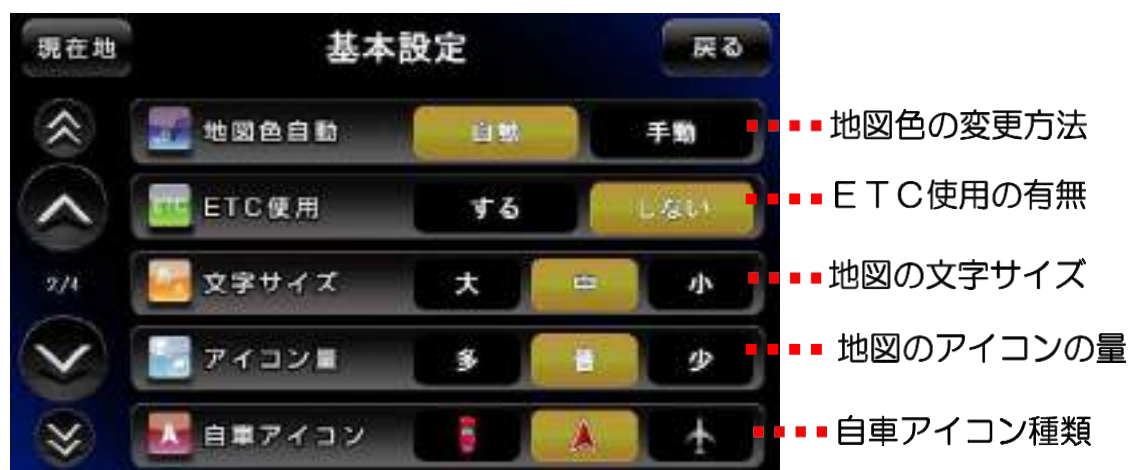 現在地 基本設定 戻る
地図色自動 自動 手動 地図色の変更方法
ETC ETC使用 する しない ETC使用の有無
文字サイズ 大 中 小 地図の文字サイズ
2/4
アイコン量 多 普 少 地図のアイコンの量
自車アイコン 自車アイコン種類